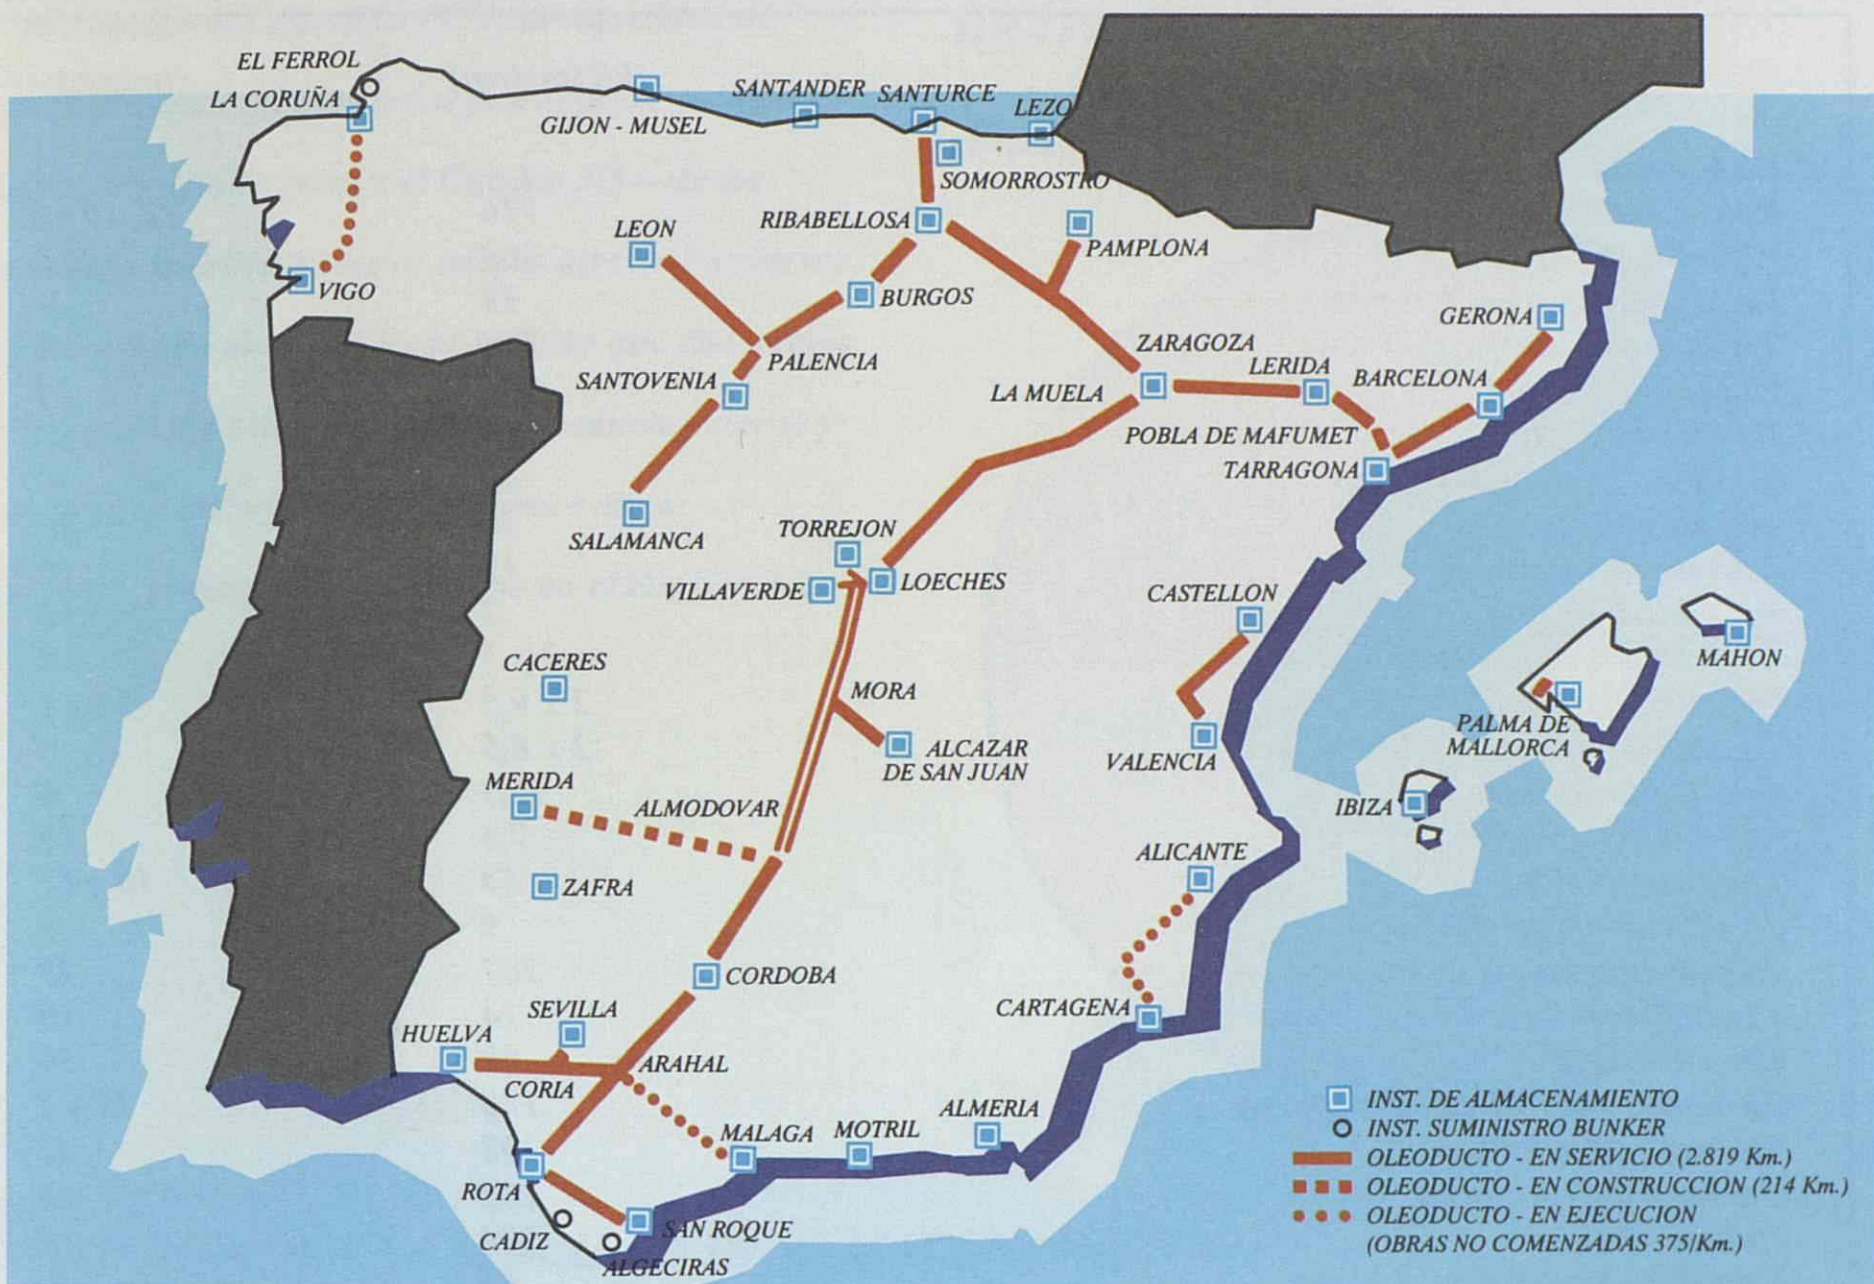 EL FERROL
LA CORUÑA
GIJON - MUSEL
SANTANDER
SANTURCE
LEZO
SOMORROSTRO
RIBABELLOSA
LEON
PAMPLONA
VIGO
BURGOS
GERONA
ZARAGOZA
PALENCIA
LERIDA
SANTOVENIA
BARCELONA
LA MUELA
POBLA DE MAFUMET
TARRAGONA
SALAMANCA
TORREJON
VILLAVERDE
LOECHES
CASTELLON
CACERES
MAHON
MORA
PALMA DE
MALLORCA
ALCAZAR
DE SAN JUAN
VALENCIA
MERIDA
ALMODOVAR
IBIZA
ALICANTE
ZAFRA
CORDOBA
SEVILLA
CARTAGENA
HUELVA
ARAHAL
CORIA
ALMERIA
MALAGA
MOTRIL
ROTA
SAN ROQUE
CADIZ
ALGECIRAS
INST. DE ALMACENAMIENTO
INST. SUMINISTRO BUNKER
OLEODUCTO - EN SERVICIO (2.819 Km.)
OLEODUCTO - EN CONSTRUCCION (214 Km.)
OLEODUCTO - EN EJECUCION
(OBRAS NO COMENZADAS 375/Km.)